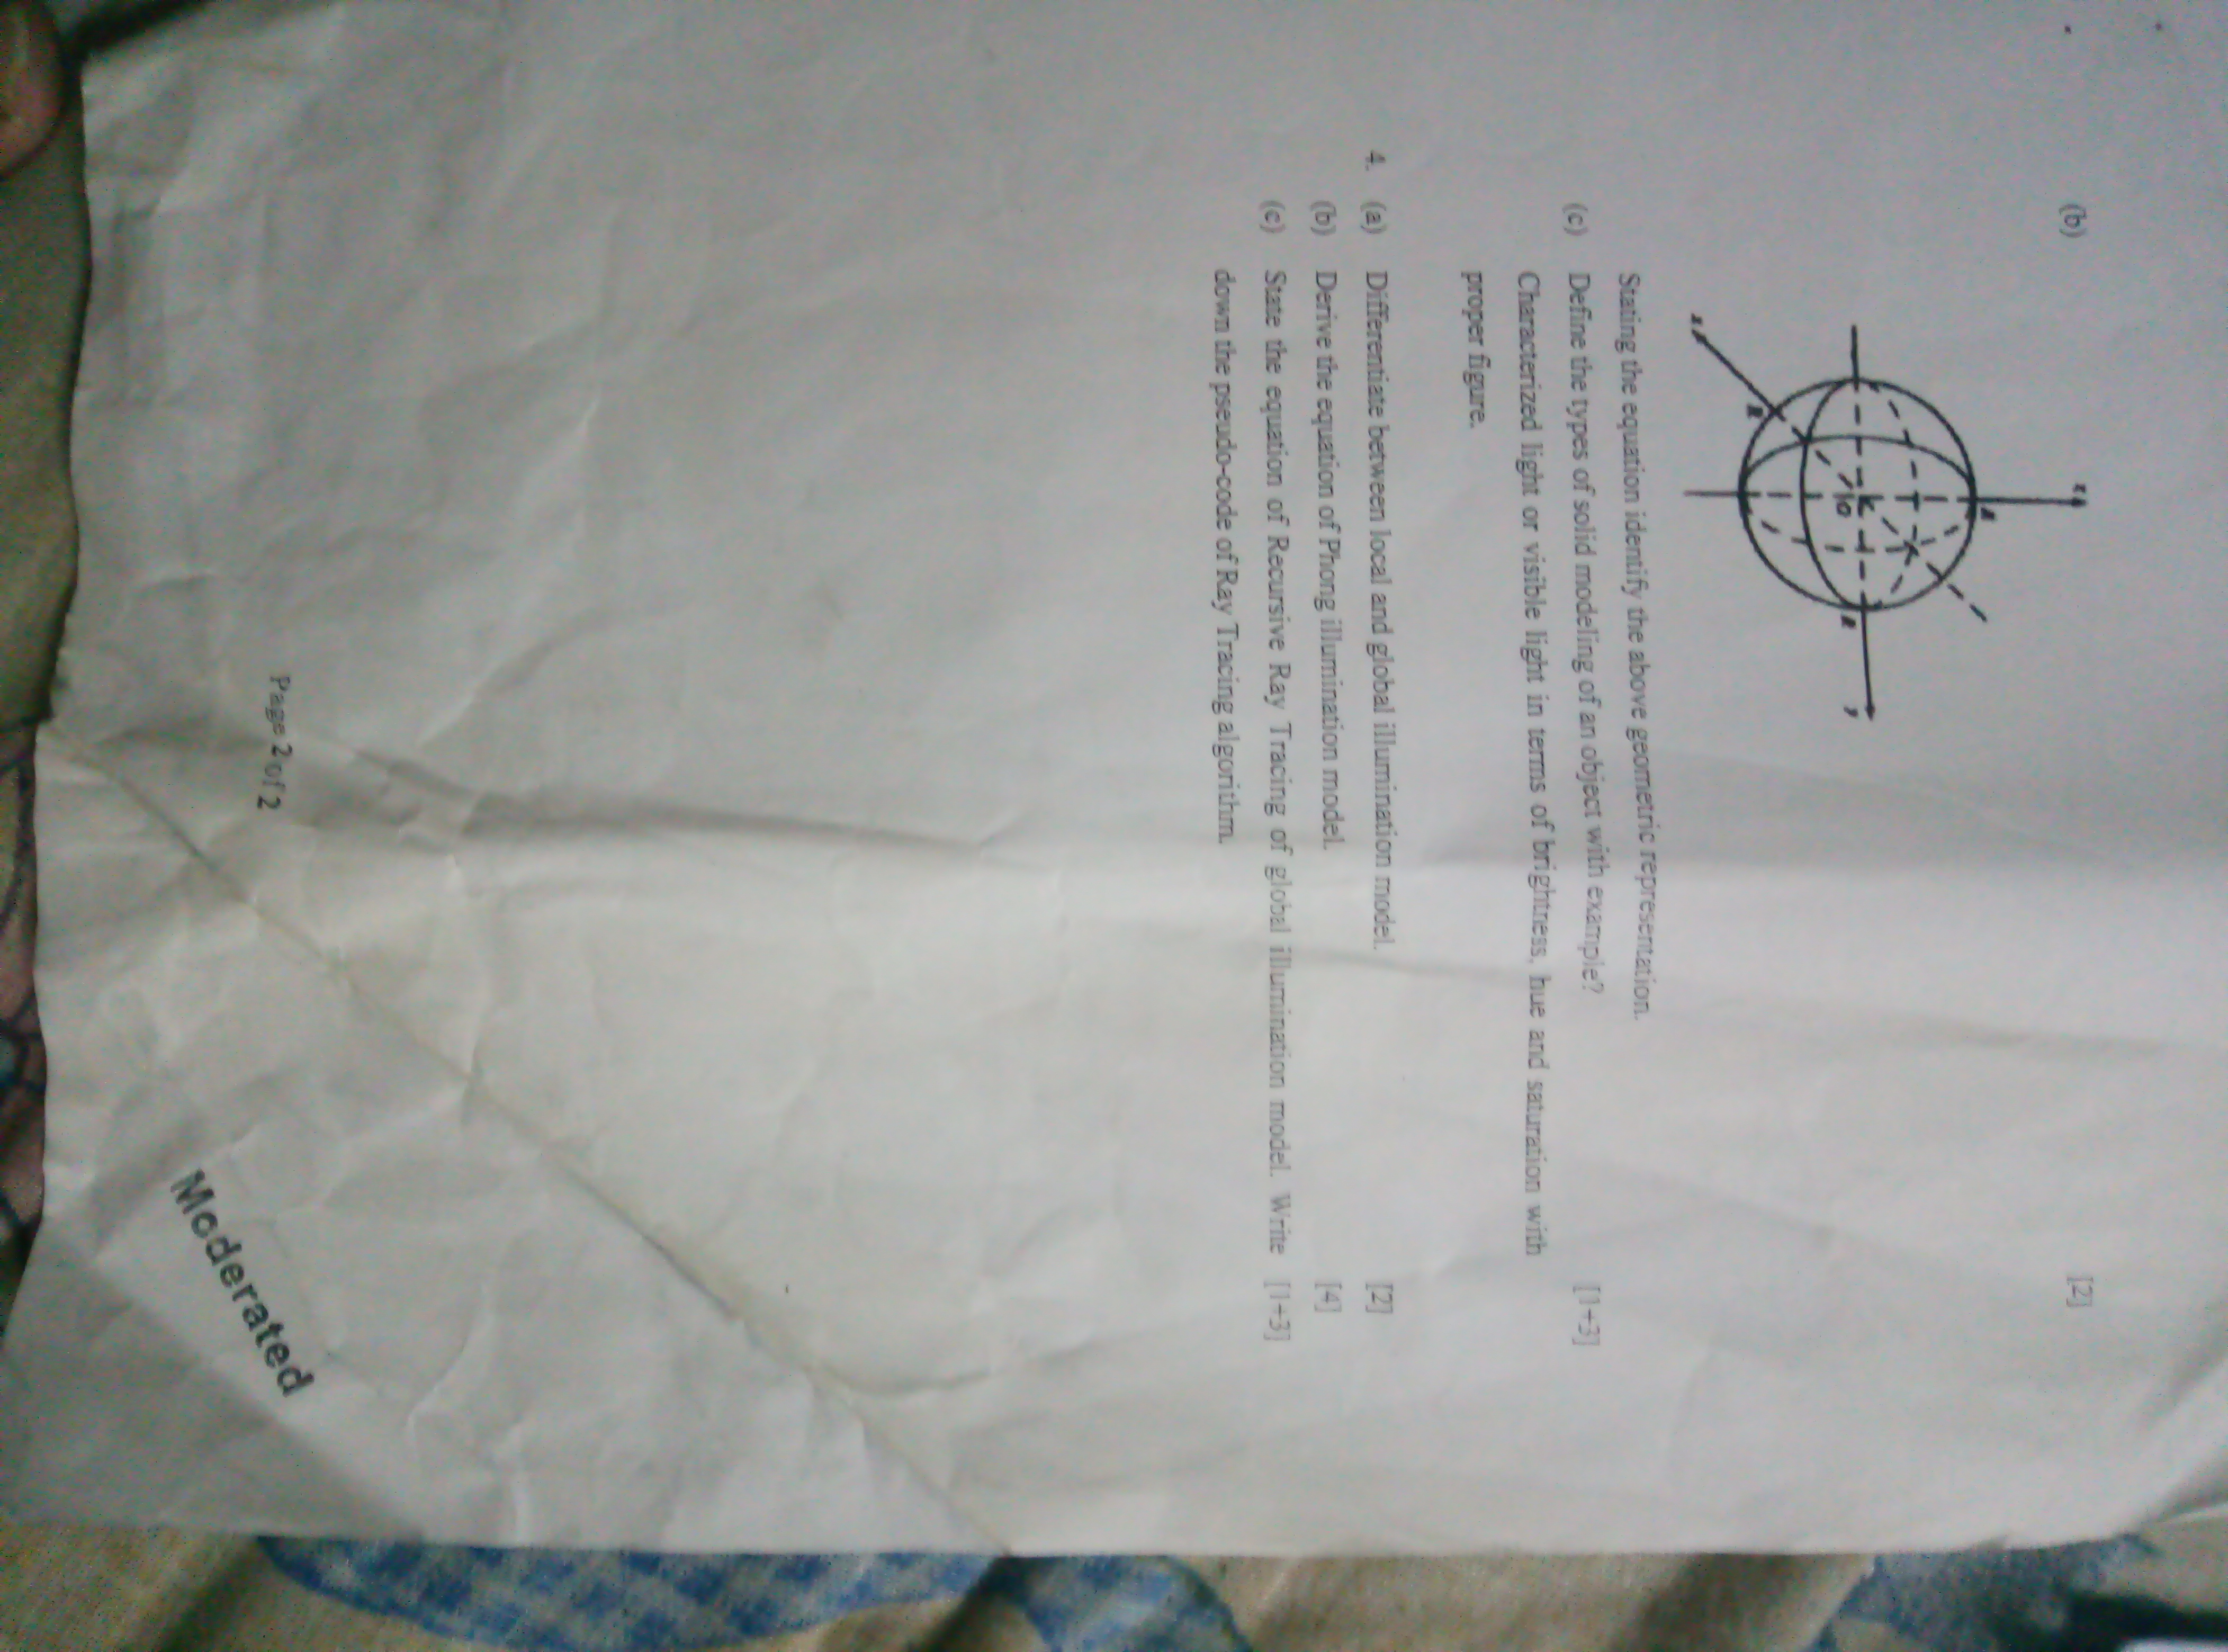 (b) [2]
z
R
O
R
y
R
x
Stating the equation identify the above geometric representation.
(c) Define the types of solid modeling of an object with example? [1+3]
Characterized light or visible light in terms of brightness, hue and saturation with
proper figure.
4. (a) Differentiate between local and global illumination model. [2]
(b) Derive the equation of Phong illumination model. [4]
(c) State the equation of Recursive Ray Tracing of global illumination model. Write [1+3]
down the pseudo-code of Ray Tracing algorithm.
Page 2 of 2
Moderated